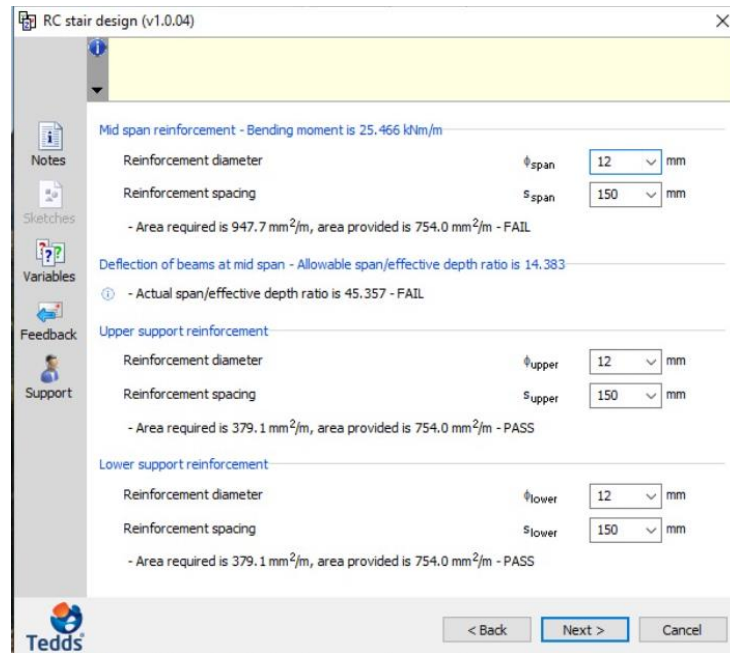 RC stair design (v1.0.04)
Notes
Sketches
Variables
Feedback
Support
Mid span reinforcement - Bending moment is 25.466 kNm/m
Reinforcement diameter ϕspan 12 mm
Reinforcement spacing sspan 150 mm
- Area required is 947.7 mm²/m, area provided is 754.0 mm²/m - FAIL
Deflection of beams at mid span - Allowable span/effective depth ratio is 14.383
- Actual span/effective depth ratio is 45.357 - FAIL
Upper support reinforcement
Reinforcement diameter ϕupper 12 mm
Reinforcement spacing supper 150 mm
- Area required is 379.1 mm²/m, area provided is 754.0 mm²/m - PASS
Lower support reinforcement
Reinforcement diameter ϕlower 12 mm
Reinforcement spacing slower 150 mm
- Area required is 379.1 mm²/m, area provided is 754.0 mm²/m - PASS
Tedds
< Back Next > Cancel